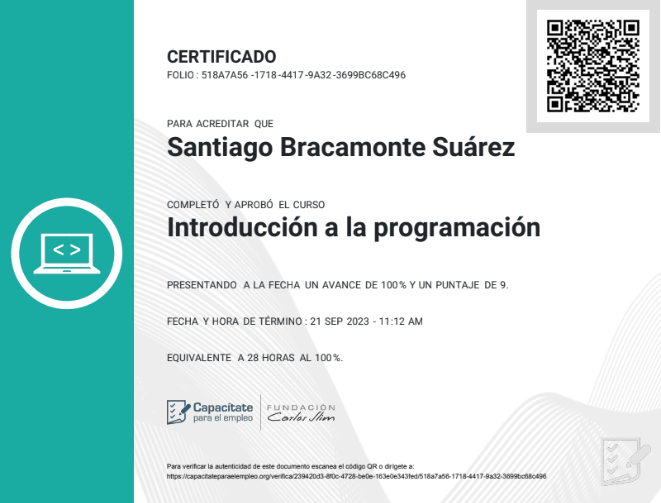 CERTIFICADO
FOLIO : 518A7A56 -1718 -4417 -9A32 -3699BC68C496
PARA ACREDITAR QUE
Santiago Bracamonte Suárez
COMPLETÓ Y APROBÓ EL CURSO
Introducción a la programación
< >
PRESENTANDO A LA FECHA UN AVANCE DE 100 % Y UN PUNTAJE DE 9.
FECHA Y HORA DE TÉRMINO : 21 SEP 2023 - 11:12 AM
EQUIVALENTE A 28 HORAS AL 100 %.
Capacítate
para el empleo
FUNDACIÓN
Carlos Slim
Para verificar la autenticidad de este documento escanea el código QR o dirígete a:
https://capacitateparaelempleo.org/verifica/239420d3-8f0c-4728-be0e-163e0e343fed/518a7a56-1718-4417-9a32-3699bc68c496